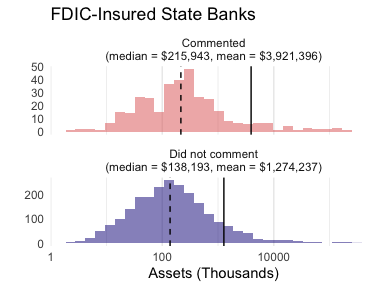 FDIC-Insured State Banks
Commented
(median = $215,943, mean = $3,921,396)
50
40
30
20
10
0
Did not comment
(median = $138,193, mean = $1,274,237)
200
100
0
1
100
10000
Assets (Thousands)